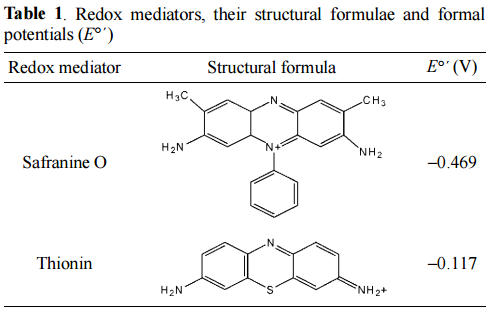 Table 1. Redox mediators, their structural formulae and formal
potentials (E°′)
Redox mediator Structural formula E°′ (V)
H3C N CH3
H2N N+ NH2
Safranine O −0.469
N
Thionin −0.117
H2N S NH2+